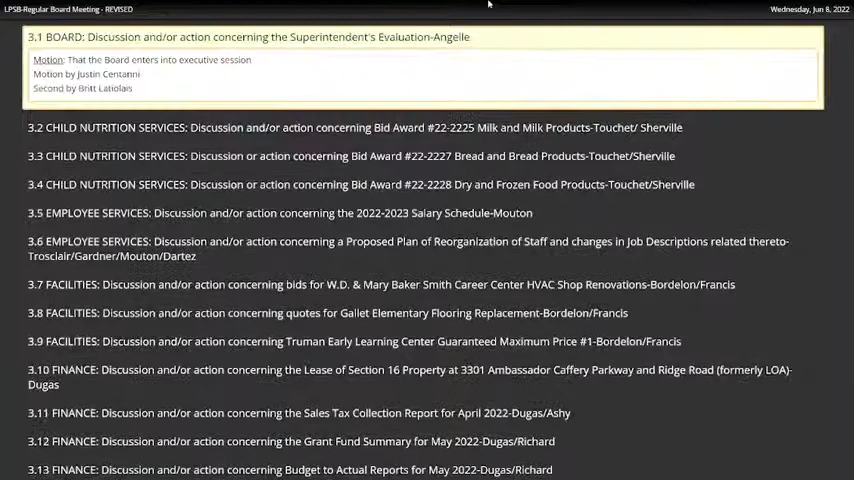 LPSB-Regular Board Meeting - REVISED
Wednesday, Jun 8, 2022
3.1 BOARD: Discussion and/or action concerning the Superintendent's Evaluation-Angelle
Motion: That the Board enters into executive session
Motion by Justin Centanni
Second by Britt Latiolais
3.2 CHILD NUTRITION SERVICES: Discussion and/or action concerning Bid Award #22-2225 Milk and Milk Products-Touchet/ Sherville
3.3 CHILD NUTRITION SERVICES: Discussion or action concerning Bid Award #22-2227 Bread and Bread Products-Touchet/Sherville
3.4 CHILD NUTRITION SERVICES: Discussion and/or action concerning Bid Award #22-2228 Dry and Frozen Food Products-Touchet/Sherville
3.5 EMPLOYEE SERVICES: Discussion and/or action concerning the 2022-2023 Salary Schedule-Mouton
3.6 EMPLOYEE SERVICES: Discussion and/or action concerning a Proposed Plan of Reorganization of Staff and changes in Job Descriptions related thereto-
Trosclair/Gardner/Mouton/Dartez
3.7 FACILITIES: Discussion and/or action concerning bids for W.D. & Mary Baker Smith Career Center HVAC Shop Renovations-Bordelon/Francis
3.8 FACILITIES: Discussion and/or action concerning quotes for Gallet Elementary Flooring Replacement-Bordelon/Francis
3.9 FACILITIES: Discussion and/or action concerning Truman Early Learning Center Guaranteed Maximum Price #1-Bordelon/Francis
3.10 FINANCE: Discussion and/or action concerning the Lease of Section 16 Property at 3301 Ambassador Caffery Parkway and Ridge Road (formerly LOA)-
Dugas
3.11 FINANCE: Discussion and/or action concerning the Sales Tax Collection Report for April 2022-Dugas/Ashy
3.12 FINANCE: Discussion and/or action concerning the Grant Fund Summary for May 2022-Dugas/Richard
3.13 FINANCE: Discussion and/or action concerning Budget to Actual Reports for May 2022-Dugas/Richard